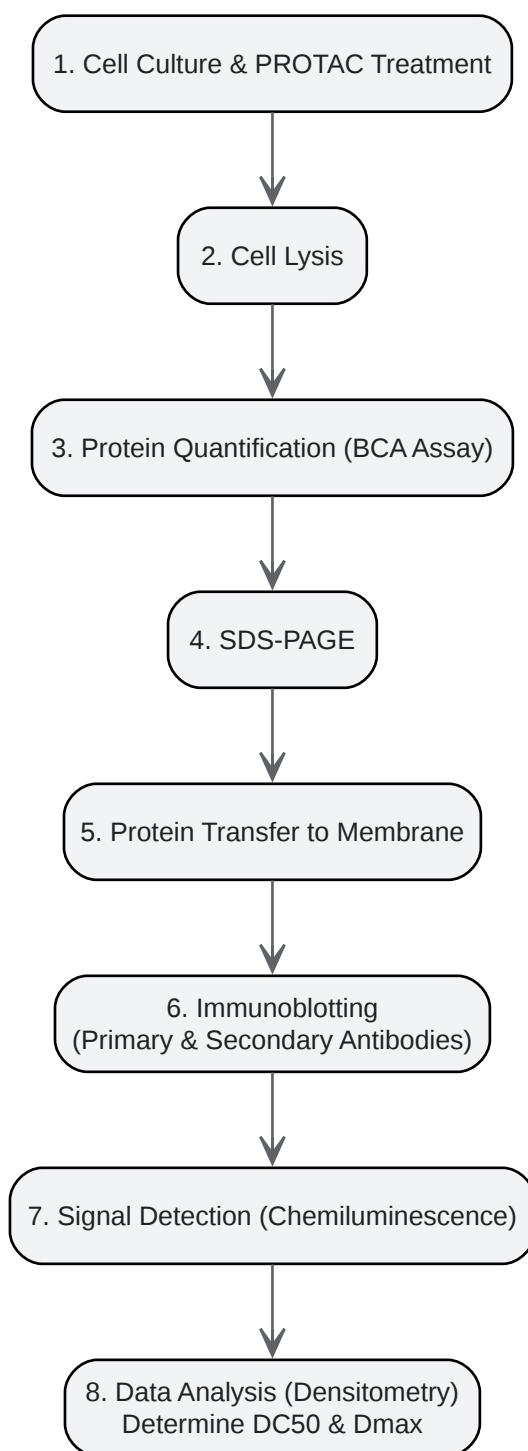 1. Cell Culture & PROTAC Treatment
2. Cell Lysis
3. Protein Quantification (BCA Assay)
4. SDS-PAGE
5. Protein Transfer to Membrane
6. Immunoblotting
(Primary & Secondary Antibodies)
7. Signal Detection (Chemiluminescence)
8. Data Analysis (Densitometry)
Determine DC50 & Dmax